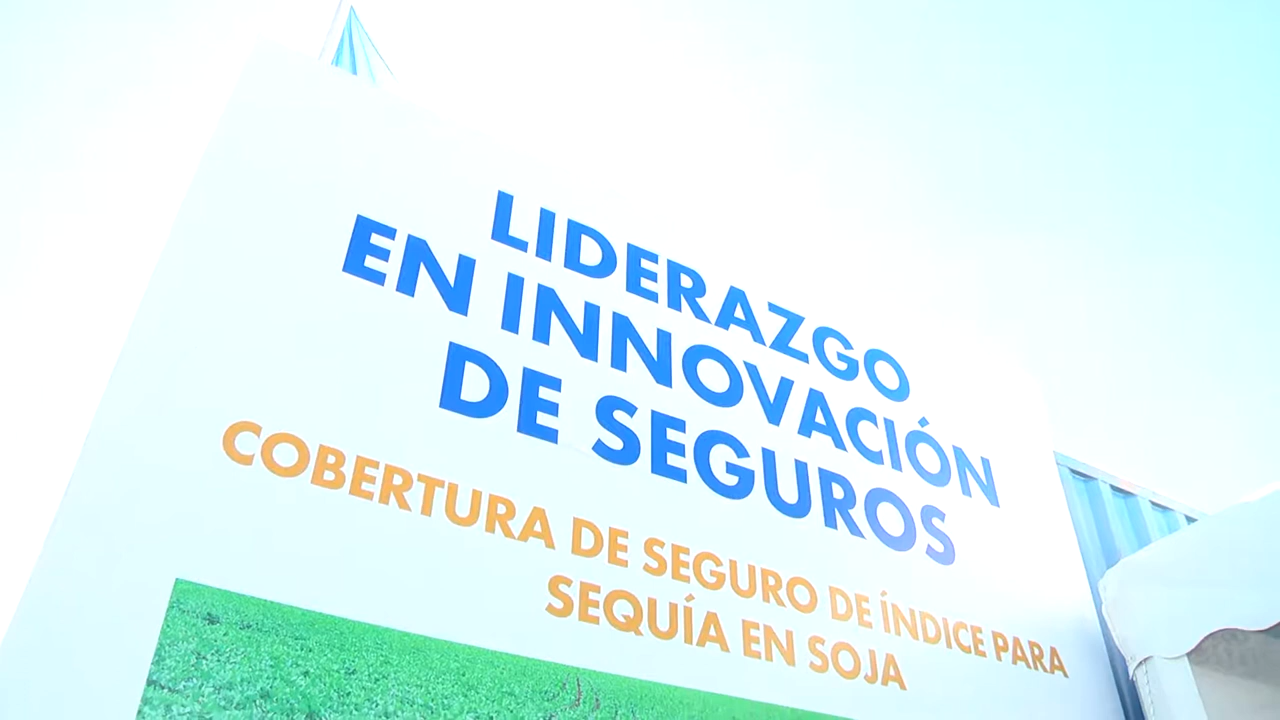 LIDERAZGO
EN INNOVACIÓN
DE SEGUROS
COBERTURA DE SEGURO DE ÍNDICE PARA
SEQUÍA EN SOJA